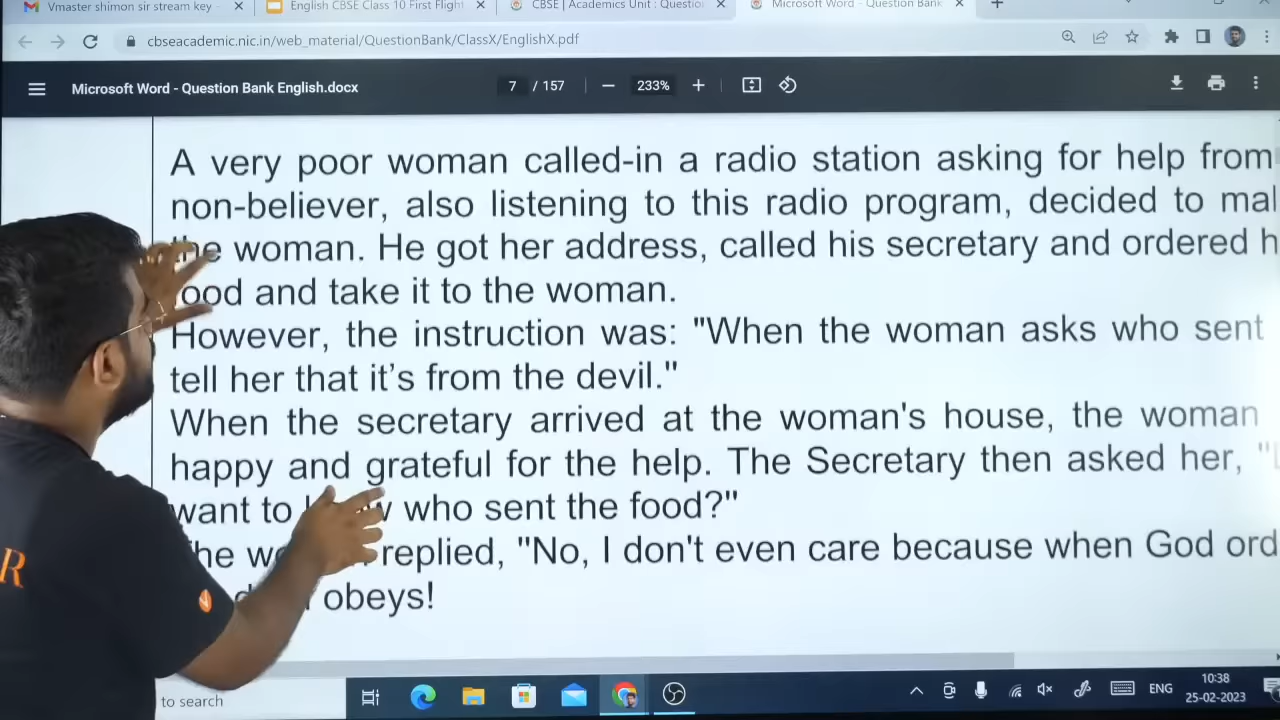 Vmaster shimon sir stream key
English CBSE Class 10 First Flight
CBSE | Academics Unit : Questio
Microsoft Word - Question Bank
cbseacademic.nic.in/web_material/QuestionBank/ClassX/EnglishX.pdf
Microsoft Word - Question Bank English.docx
7 / 157
233%
A very poor woman called-in a radio station asking for help from
non-believer, also listening to this radio program, decided to
the woman. He got her address, called his secretary and ordered
and take it to the woman.
However, the instruction was: "When the woman asks who sent
tell her that it's from the devil."
When the secretary arrived at the woman's house, the woman
happy and grateful for the help. The Secretary then asked her,
want to who sent the food?"
replied, "No, I don't even care because when God
obeys!
R
to search
ENG
10:38
25-02-2023